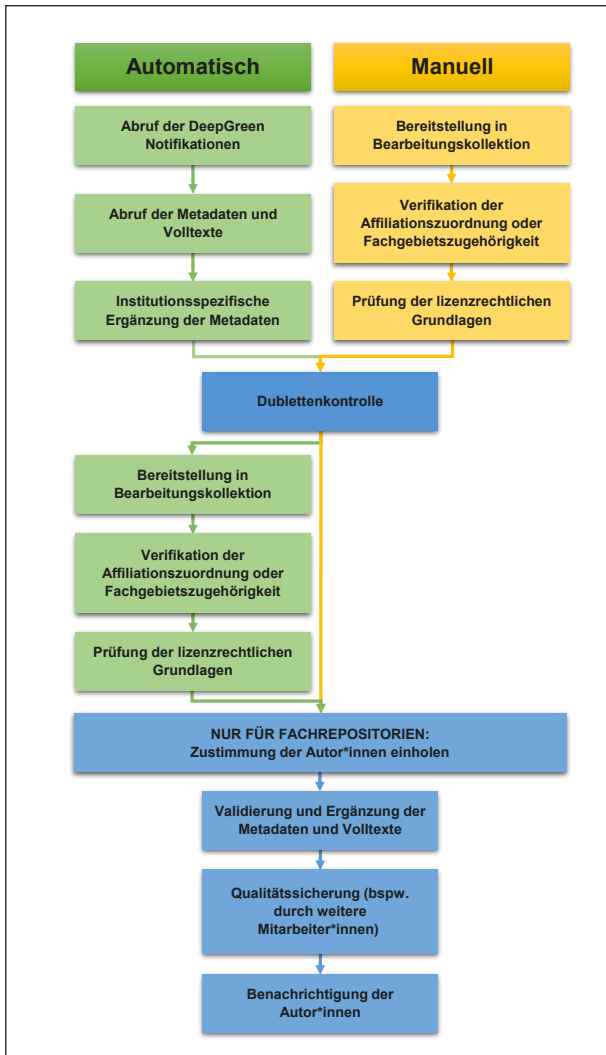 Automatisch
Manuell
Abruf der DeepGreen
Notifikationen
Bereitstellung in
Bearbeitungskollektion
Abruf der Metadaten und
Volltexte
Verifikation der
Affiliationszuordnung oder
Fachgebietszugehörigkeit
Institutionsspezifische
Ergänzung der Metadaten
Prüfung der lizenzrechtlichen
Grundlagen
Dublettenkontrolle
Bereitstellung in
Bearbeitungskollektion
Verifikation der
Affiliationszuordnung oder
Fachgebietszugehörigkeit
Prüfung der lizenzrechtlichen
Grundlagen
NUR FÜR FACHREPOSITORIEN:
Zustimmung der Autor*innen einholen
Validierung und Ergänzung der
Metadaten und Volltexte
Qualitätssicherung (bspw.
durch weitere
Mitarbeiter*innen)
Benachrichtigung der
Autor*innen